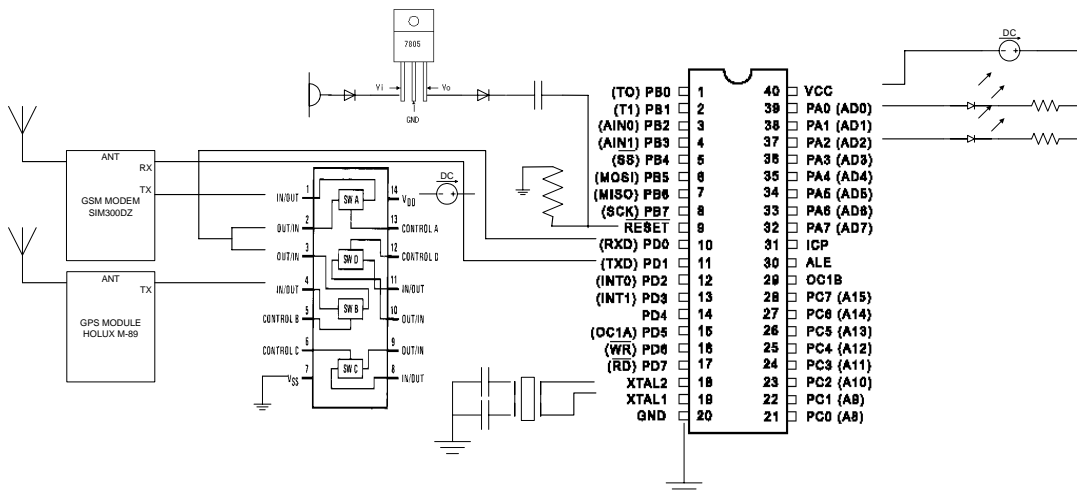 7805
Vi
Vo
GND
DC
ANT
RX
TX
GSM MODEM
SIM300DZ
ANT
TX
GPS MODULE
HOLUX M-89
IN/OUT 1
OUT/IN 2
OUT/IN 3
IN/OUT 4
CONTROL B 5
CONTROL C 6
VSS 7
SW A
SW D
SW B
SW C
14 VDD
DC
13 CONTROL A
12 CONTROL D
11 IN/OUT
10 OUT/IN
9 OUT/IN
8 IN/OUT
(TO) PB0 1
(T1) PB1 2
(AIN0) PB2 3
(AIN1) PB3 4
(SS) PB4 5
(MOSI) PB5 6
(MISO) PB6 7
(SCK) PB7 8
RESET 9
(RXD) PD0 10
(TXD) PD1 11
(INT0) PD2 12
(INT1) PD3 13
PD4 14
(OC1A) PD5 15
(WR) PD6 16
(RD) PD7 17
XTAL2 18
XTAL1 19
GND 20
40 VCC
39 PA0 (AD0)
38 PA1 (AD1)
37 PA2 (AD2)
36 PA3 (AD3)
35 PA4 (AD4)
34 PA5 (AD5)
33 PA6 (AD6)
32 PA7 (AD7)
31 ICP
30 ALE
29 OC1B
28 PC7 (A15)
27 PC6 (A14)
26 PC5 (A13)
25 PC4 (A12)
24 PC3 (A11)
23 PC2 (A10)
22 PC1 (A9)
21 PC0 (A8)